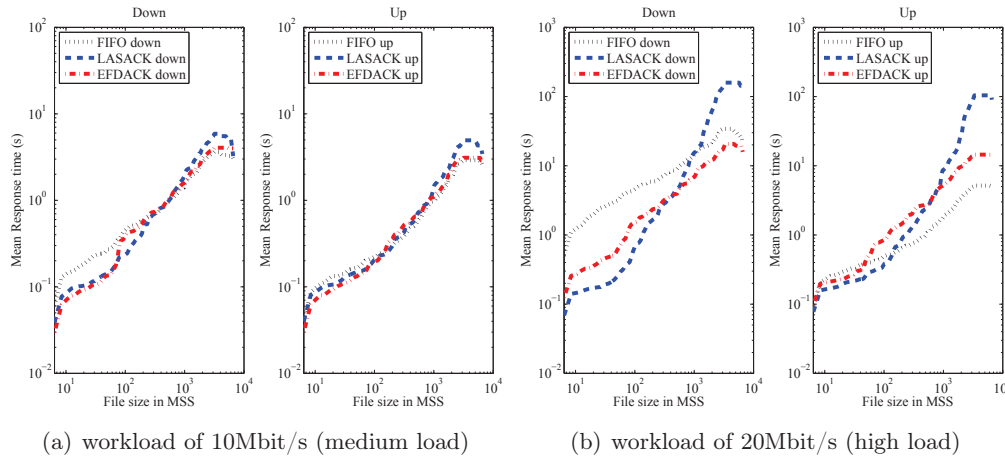 Down
10²
10¹
10⁰
10⁻¹
10⁻²
Mean Response time (s)
FIFO down
LASACK down
EFDACK down
10¹
10²
10³
10⁴
File size in MSS
Up
10²
10¹
10⁰
10⁻¹
10⁻²
Mean Response time (s)
FIFO up
LASACK up
EFDACK up
10¹
10²
10³
10⁴
File size in MSS
(a) workload of 10Mbit/s (medium load)
Down
10³
10²
10¹
10⁰
10⁻¹
10⁻²
Mean Response time (s)
FIFO down
LASACK down
EFDACK down
10¹
10²
10³
10⁴
File size in MSS
Up
10³
10²
10¹
10⁰
10⁻¹
10⁻²
Mean Response time (s)
FIFO up
LASACK up
EFDACK up
10¹
10²
10³
10⁴
File size in MSS
(b) workload of 20Mbit/s (high load)